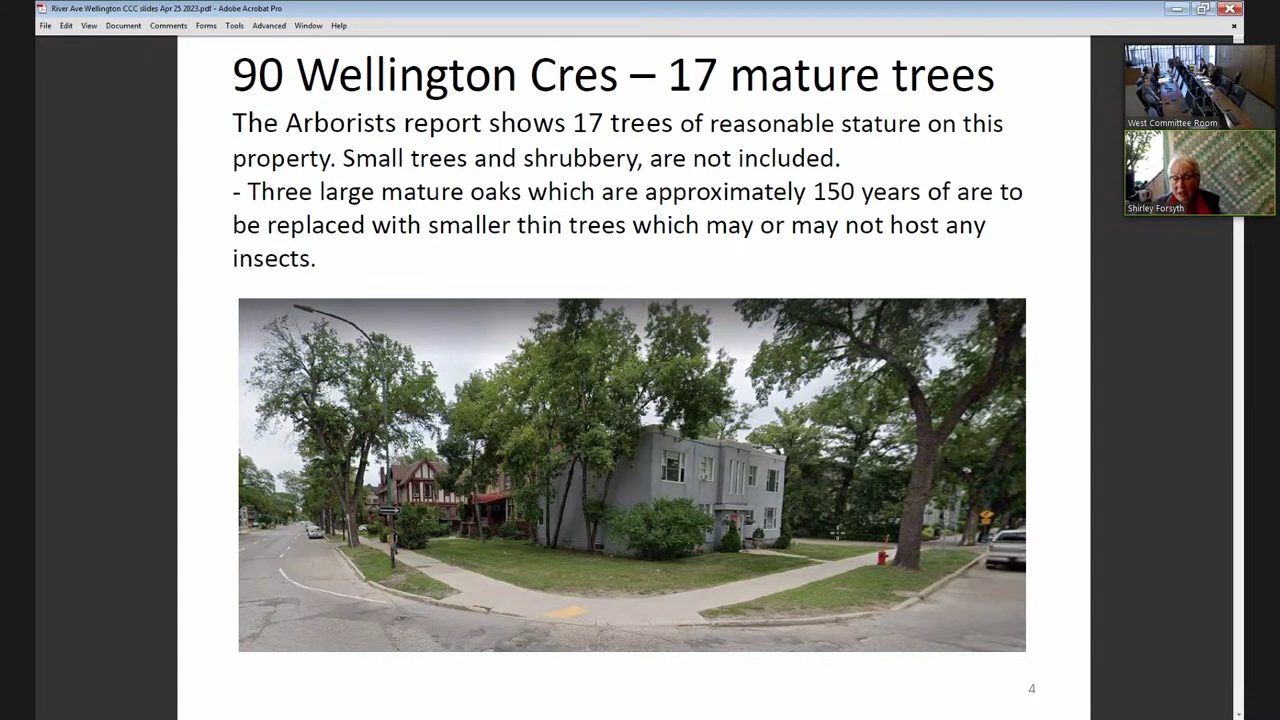 River Ave Wellington CCC slides Apr 25 2023.pdf - Adobe Acrobat Pro
File Edit View Document Comments Forms Tools Advanced Window Help
90 Wellington Cres – 17 mature trees
The Arborists report shows 17 trees of reasonable stature on this
property. Small trees and shrubbery, are not included.
- Three large mature oaks which are approximately 150 years of are to
be replaced with smaller thin trees which may or may not host any
insects.
4
West Committee Room
Shirley Forsyth